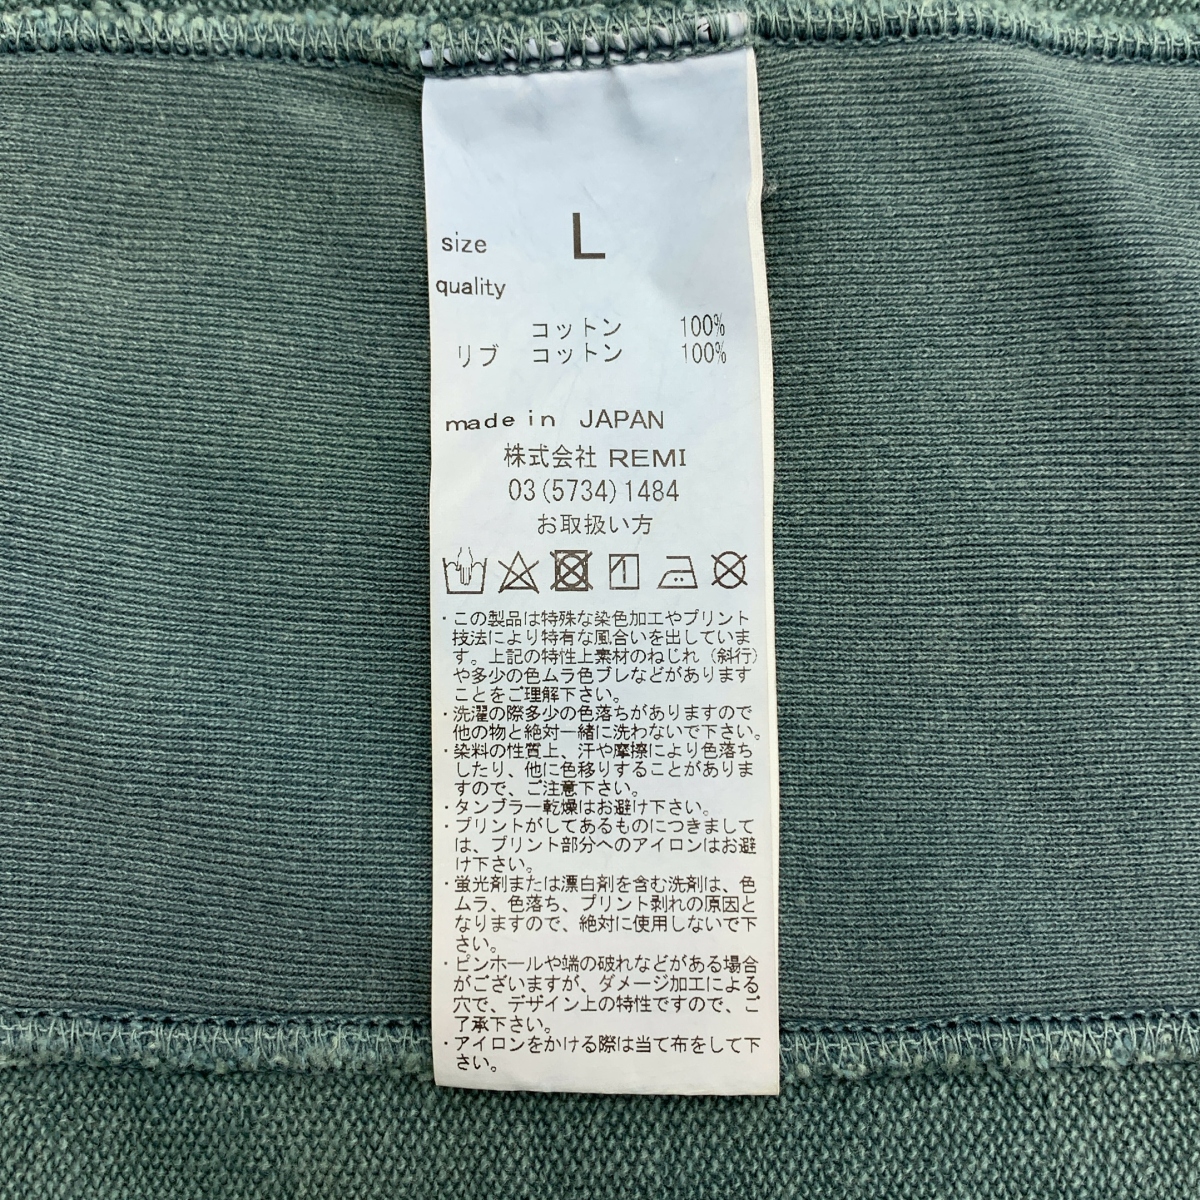 size L
quality
コットン 100%
リブ コットン 100%
made in JAPAN
株式会社 REMI
03(5734)1484
お取扱い方
・この製品は特殊な染色加工やプリント
技法により特有な風合いを出していま
す。上記の特性上素材のねじれ(斜行)
や多少の色ムラ色ブレなどがあります
ことをご理解下さい。
・洗濯の際多少の色落ちがありますので
他の物と絶対一緒に洗わないで下さい。
・染料の性質上、汗や摩擦により色落ち
したり、他に色移りすることがありま
すので、ご注意下さい。
・タンブラー乾燥はお避け下さい。
・プリントがしてあるものにつきまして
は、プリント部分へのアイロンはお避
け下さい。
・蛍光剤または漂白剤を含む洗剤は、色
ムラ、色落ち、プリント剥れの原因と
なりますので、絶対に使用しないで下
さい。
・ピンホールや端の破れなどがある場合
がございますが、ダメージ加工による
穴で、デザイン上の特性ですので、ご
了承下さい。
・アイロンをかける際は当て布をして下
さい。